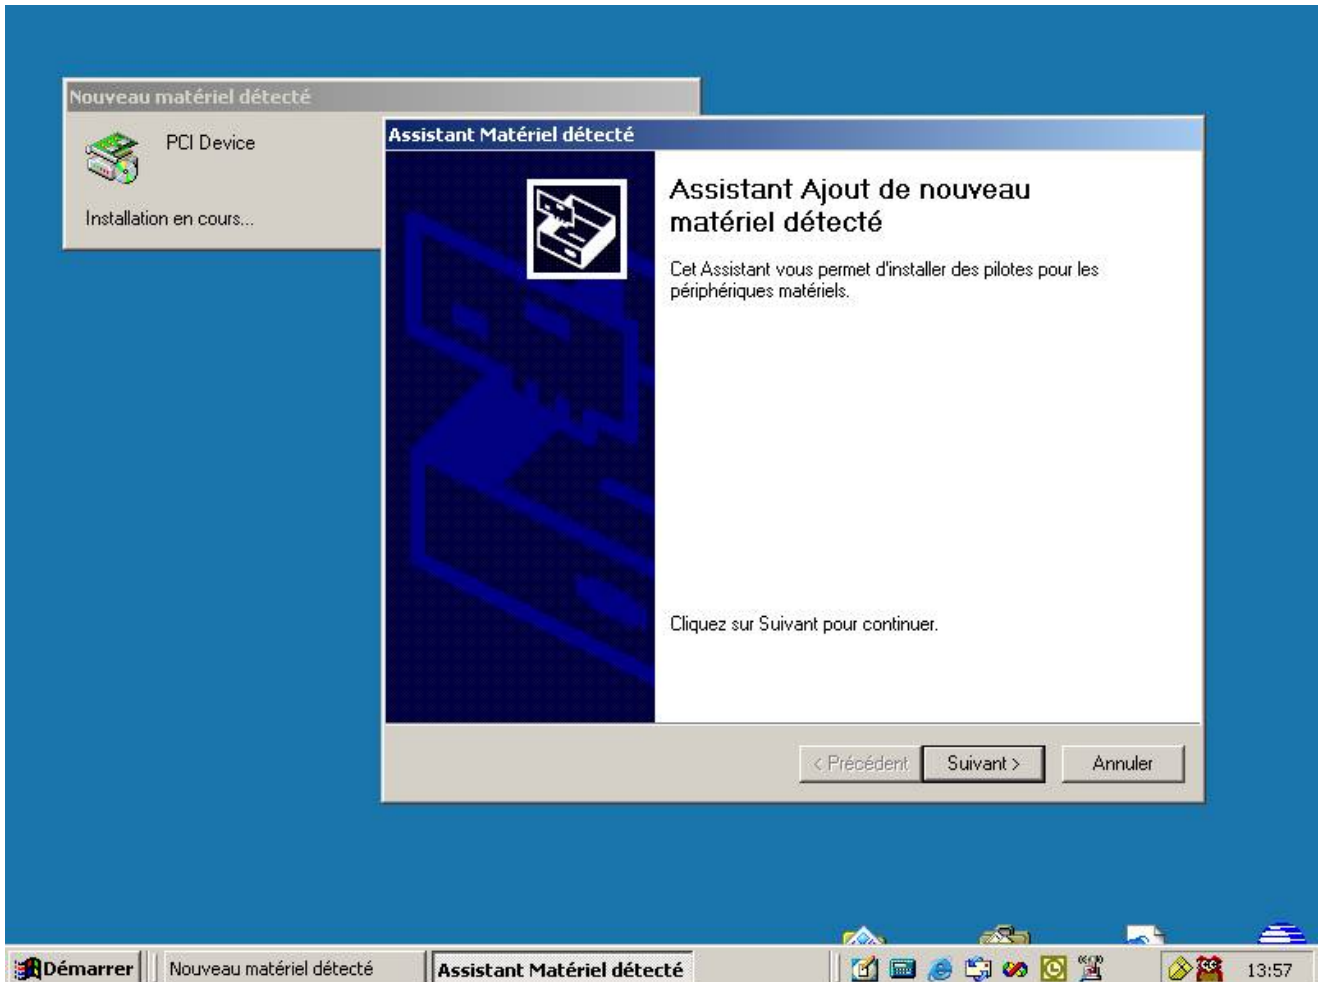 Nouveau matériel détecté
PCI Device
Installation en cours...
Assistant Matériel détecté
Assistant Ajout de nouveau
matériel détecté
Cet Assistant vous permet d'installer des pilotes pour les
périphériques matériels.
Cliquez sur Suivant pour continuer.
< Précédent
Suivant >
Annuler
Démarrer
Nouveau matériel détecté
Assistant Matériel détecté
13:57